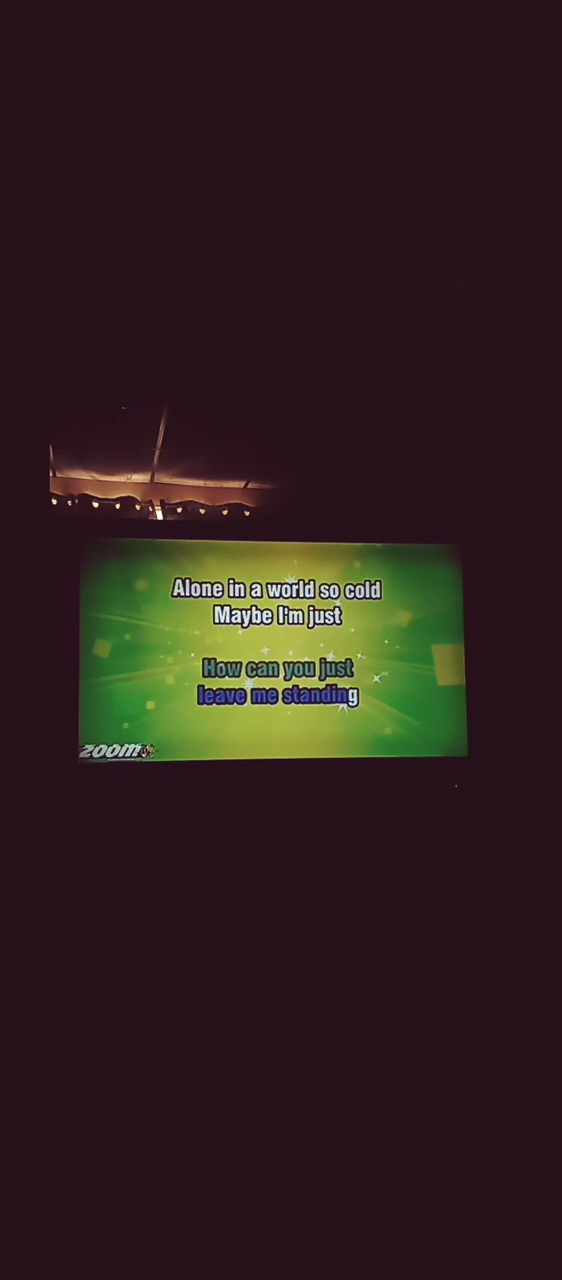 Alone in a world so cold
Maybe I'm just
How can you just
leave me standing
zoom